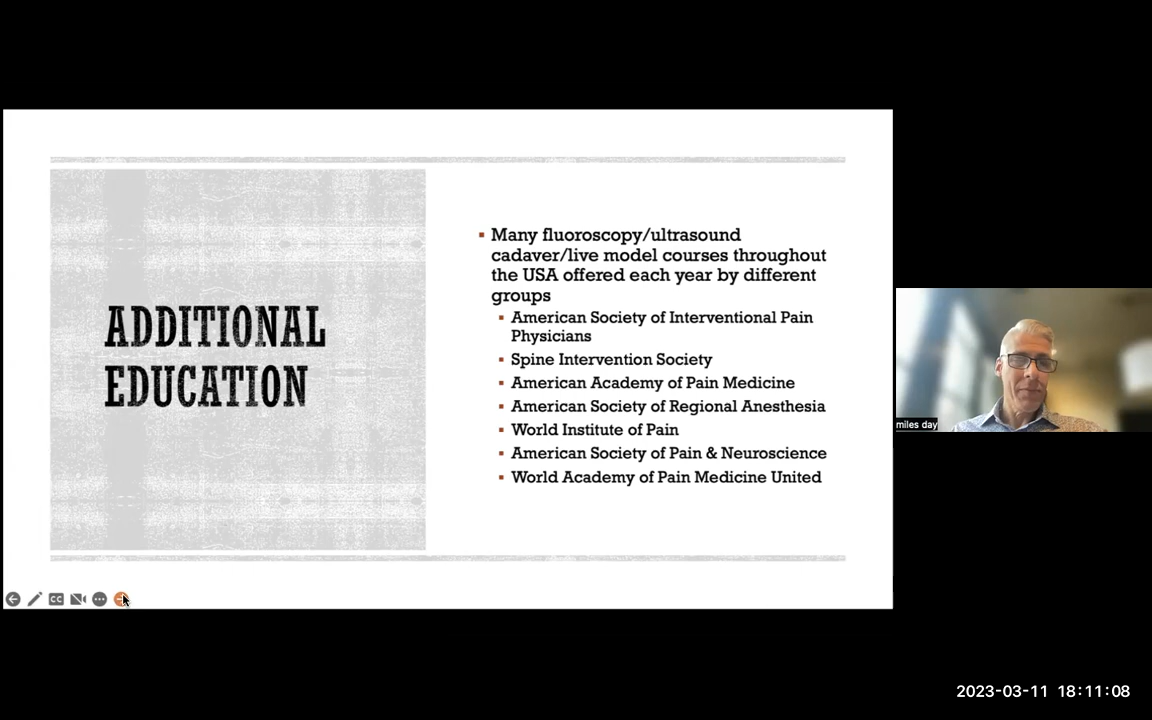 ADDITIONAL
EDUCATION
Many fluoroscopy/ultrasound
cadaver/live model courses throughout
the USA offered each year by different
groups
American Society of Interventional Pain
Physicians
Spine Intervention Society
American Academy of Pain Medicine
American Society of Regional Anesthesia
World Institute of Pain
American Society of Pain & Neuroscience
World Academy of Pain Medicine United
miles day
CC
2023-03-11 18:11:08